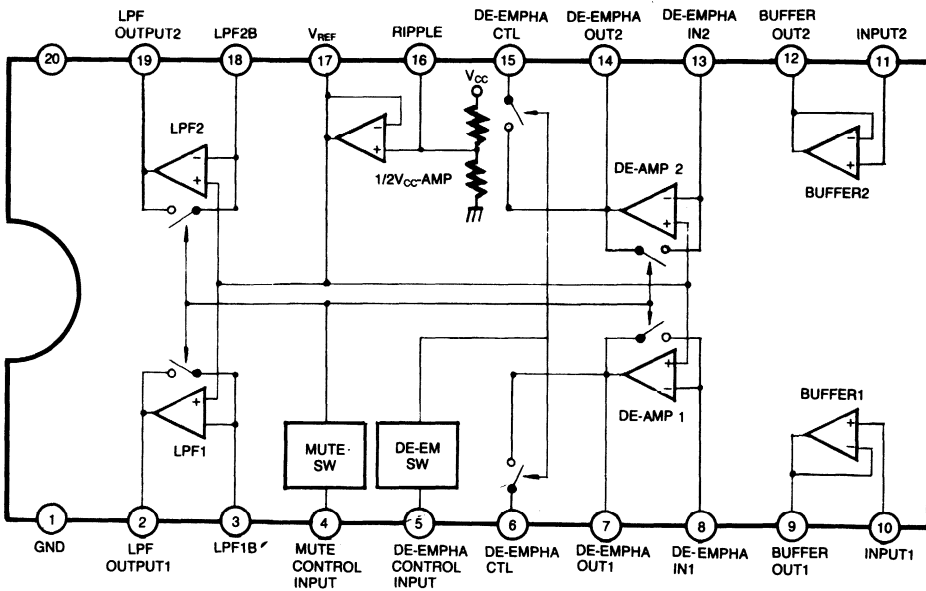 LPF
OUTPUT2
LPF2B
VREF
RIPPLE
DE-EMPHA
CTL
DE-EMPHA
OUT2
DE-EMPHA
IN2
BUFFER
OUT2
INPUT2
20
19
18
17
16
15
14
13
12
11
VCC
LPF2
-
+
-
+
1/2VCC-AMP
DE-AMP 2
-
+
-
+
BUFFER2
+
-
LPF1
MUTE
SW
DE-EM
SW
+
-
DE-AMP 1
BUFFER1
+
-
1
2
3
4
5
6
7
8
9
10
GND
LPF
OUTPUT1
LPF1B
MUTE
CONTROL
INPUT
DE-EMPHA
CONTROL
INPUT
DE-EMPHA
CTL
DE-EMPHA
OUT1
DE-EMPHA
IN1
BUFFER
OUT1
INPUT1